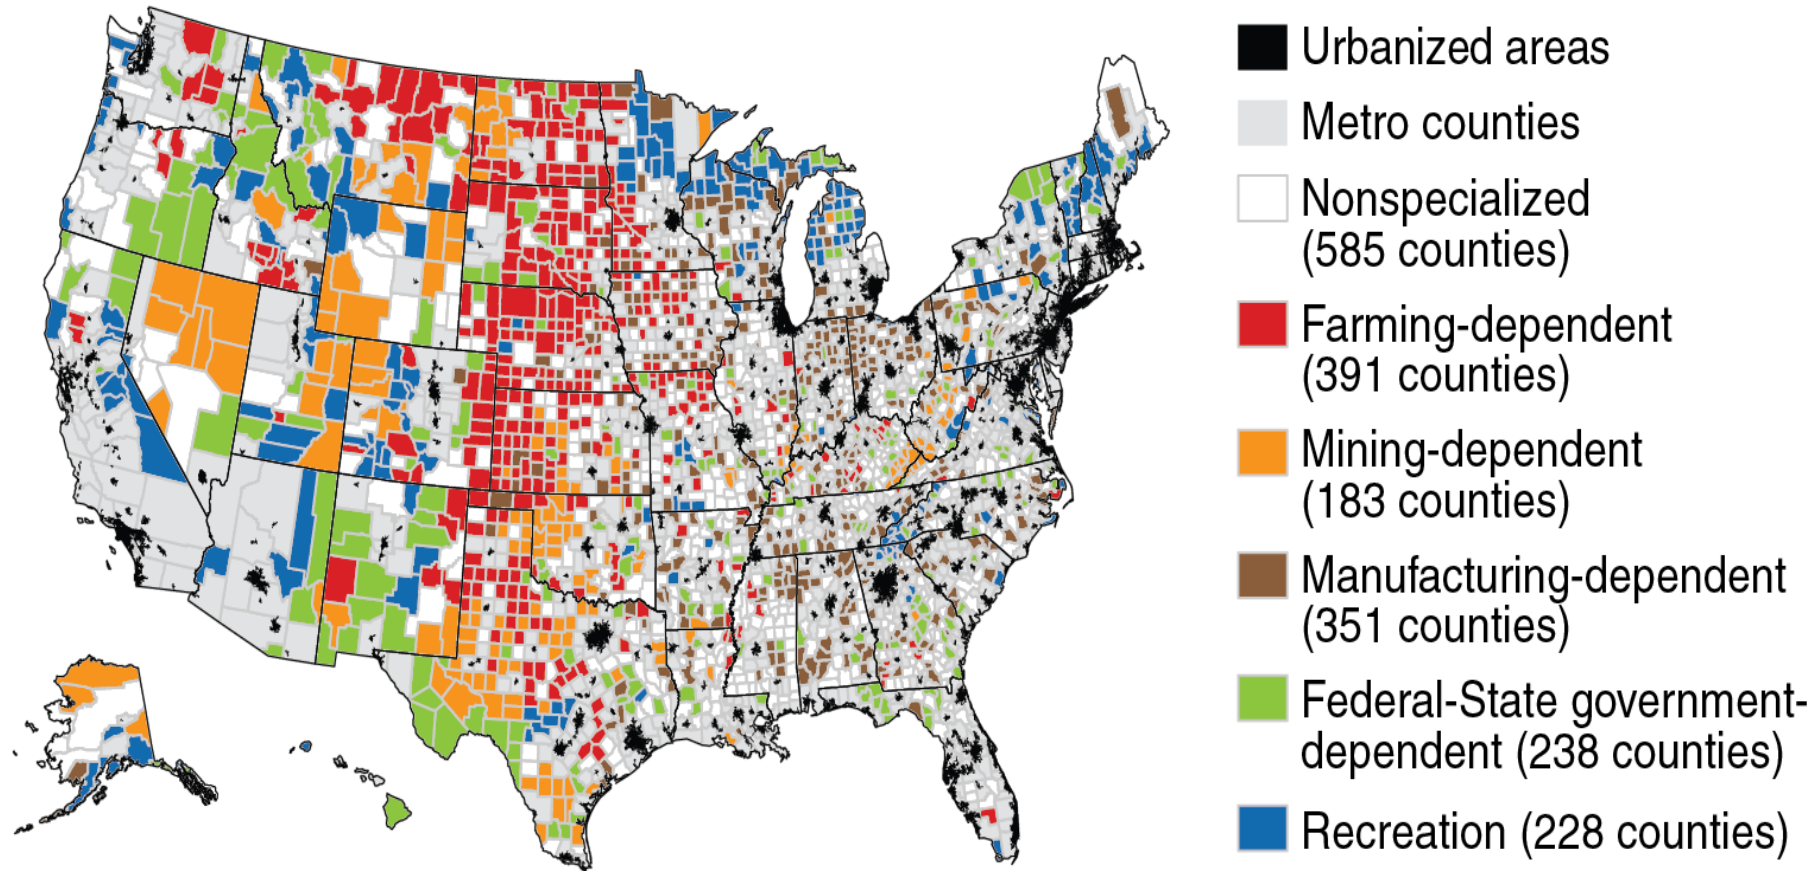 Urbanized areas
Metro counties
Nonspecialized
(585 counties)
Farming-dependent
(391 counties)
Mining-dependent
(183 counties)
Manufacturing-dependent
(351 counties)
Federal-State government-
dependent (238 counties)
Recreation (228 counties)